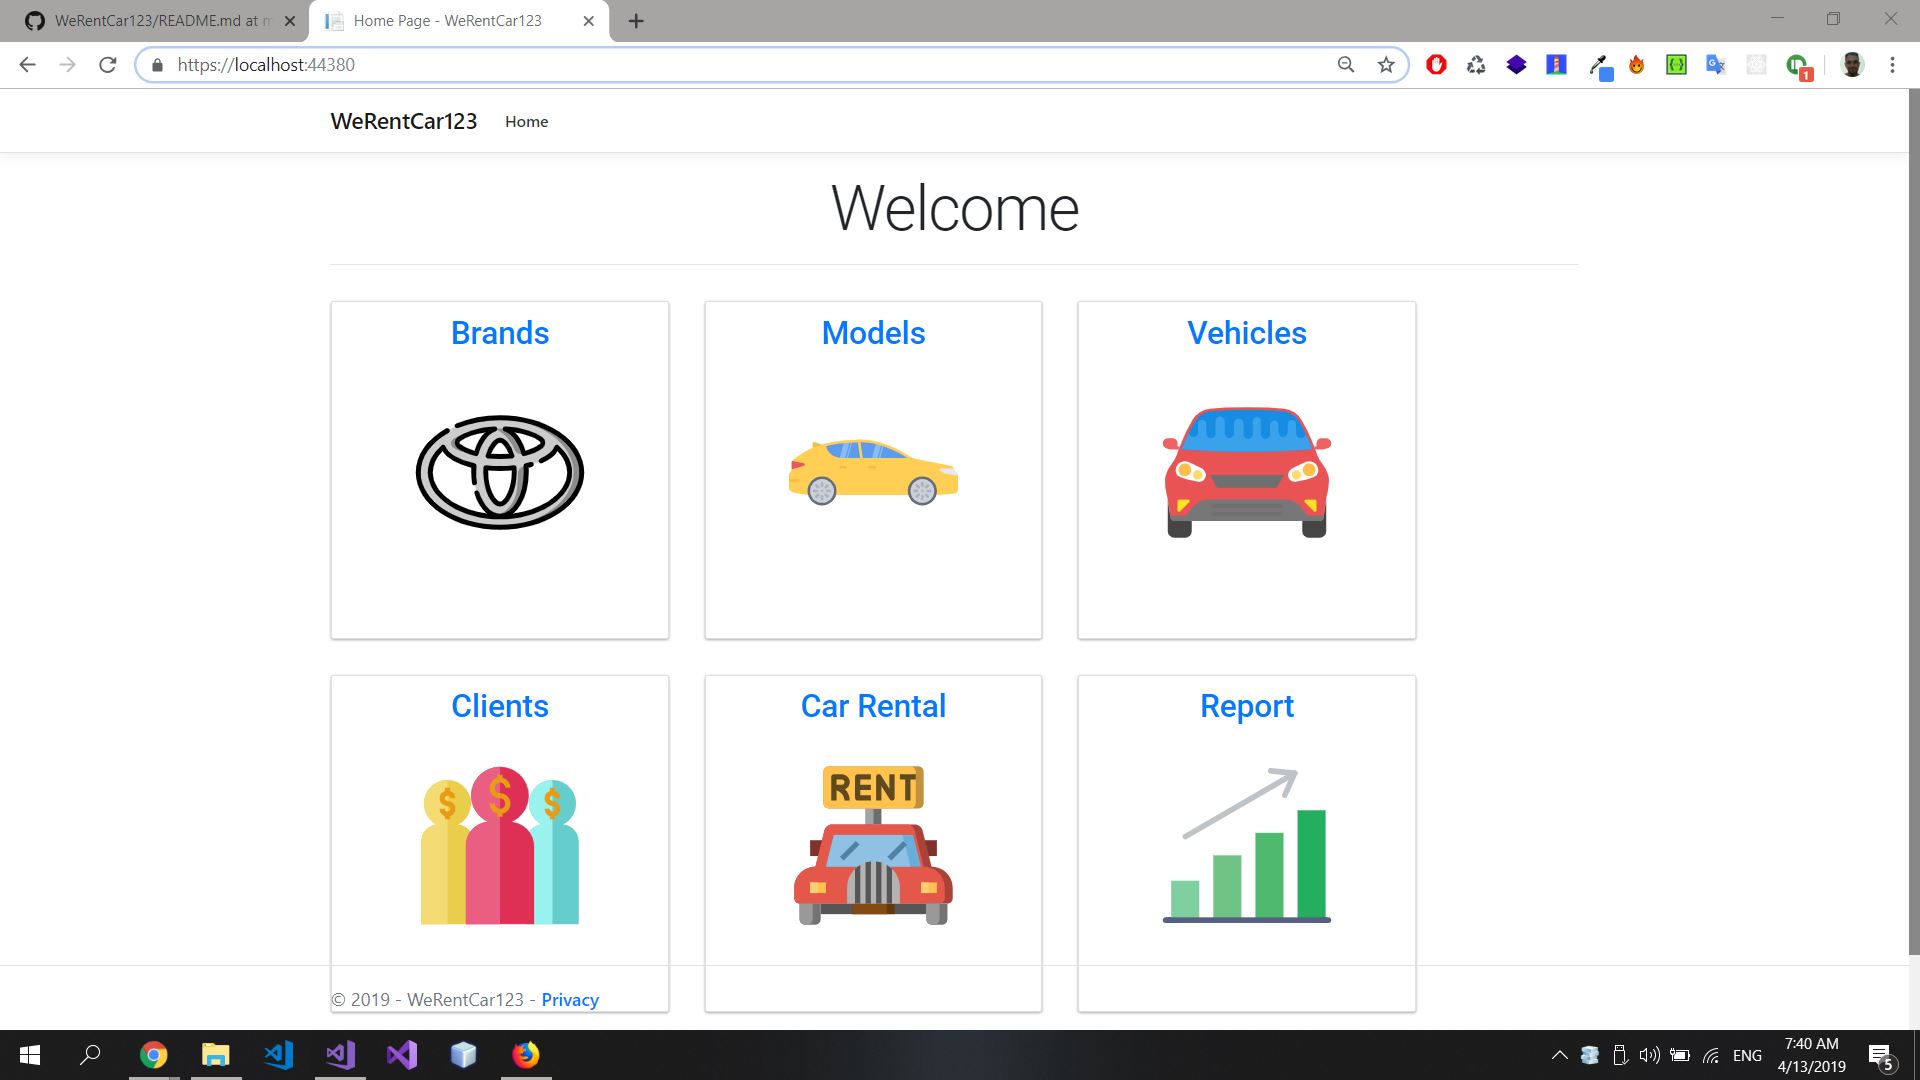 WeRentCar123/README.md at m
Home Page - WeRentCar123
https://localhost:44380
1
WeRentCar123
Home
Welcome
Brands
Models
Vehicles
Clients
Car Rental
Report
$ $ $
RENT
© 2019 - WeRentCar123 - Privacy
ENG
7:40 AM
4/13/2019
5